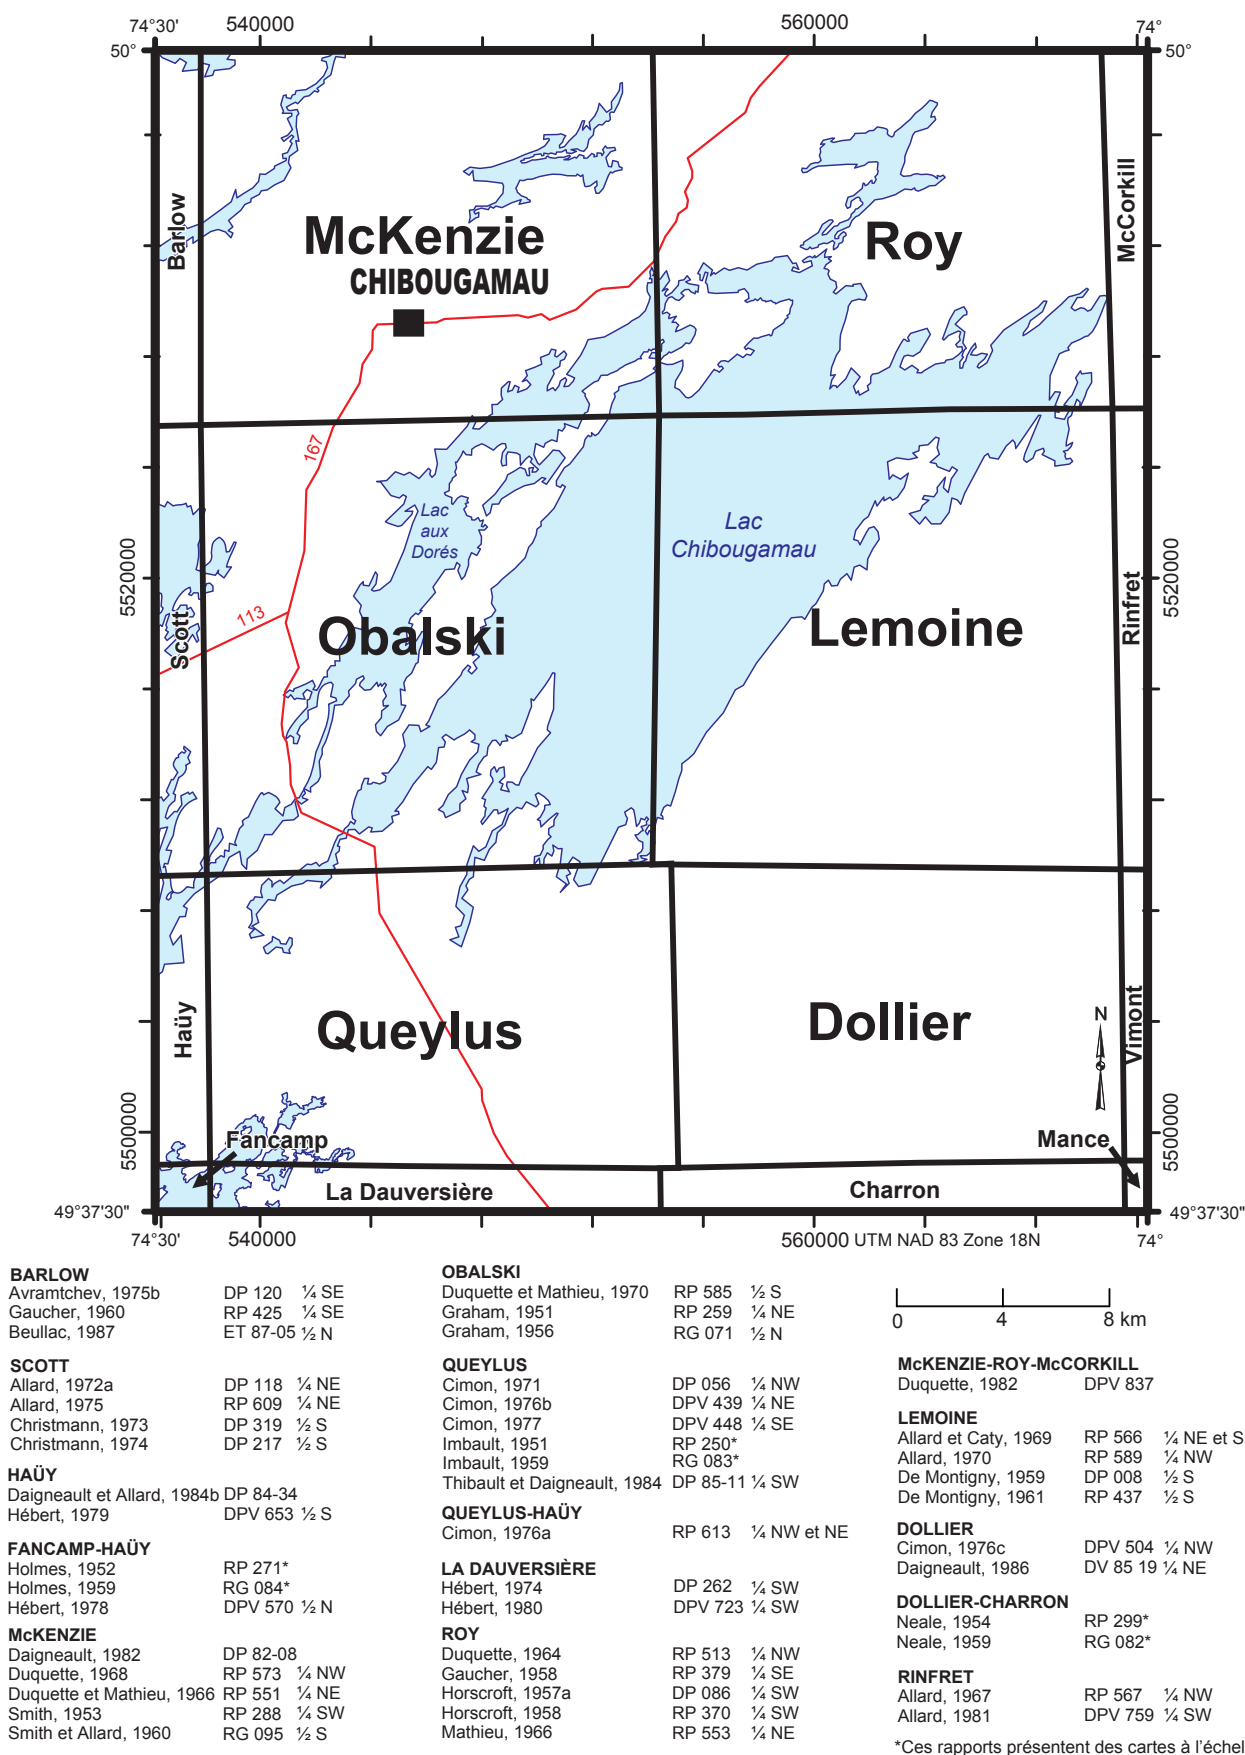 74°30'
540000
560000
74°
50°
50°
Barlow
McKenzie
CHIBOUGAMAU
Roy
McCorkill
167
Lac
aux
Dorés
Lac
Chibougamau
5520000
5520000
113
Scott
Obalski
Lemoine
Rinfret
Haüy
Queylus
Dollier
N
Vimont
5500000
5500000
Fancamp
Mance
La Dauversière
Charron
49°37'30"
49°37'30"
74°30'
540000
560000 UTM NAD 83 Zone 18N
74°
0 4 8 km
BARLOW
Avramtchev, 1975b DP 120 ¼ SE
Gaucher, 1960 RP 425 ¼ SE
Beullac, 1987 ET 87-05 ½ N
SCOTT
Allard, 1972a DP 118 ¼ NE
Allard, 1975 RP 609 ¼ NE
Christmann, 1973 DP 319 ½ S
Christmann, 1974 DP 217 ½ S
HAÜY
Daigneault et Allard, 1984b DP 84-34
Hébert, 1979 DPV 653 ½ S
FANCAMP-HAÜY
Holmes, 1952 RP 271*
Holmes, 1959 RG 084*
Hébert, 1978 DPV 570 ½ N
McKENZIE
Daigneault, 1982 DP 82-08
Duquette, 1968 RP 573 ¼ NW
Duquette et Mathieu, 1966 RP 551 ¼ NE
Smith, 1953 RP 288 ¼ SW
Smith et Allard, 1960 RG 095 ½ S
OBALSKI
Duquette et Mathieu, 1970 RP 585 ½ S
Graham, 1951 RP 259 ¼ NE
Graham, 1956 RG 071 ½ N
QUEYLUS
Cimon, 1971 DP 056 ¼ NW
Cimon, 1976b DPV 439 ¼ NE
Cimon, 1977 DPV 448 ¼ SE
Imbault, 1951 RP 250*
Imbault, 1959 RG 083*
Thibault et Daigneault, 1984 DP 85-11 ¼ SW
QUEYLUS-HAÜY
Cimon, 1976a RP 613 ¼ NW et NE
LA DAUVERSIÈRE
Hébert, 1974 DP 262 ¼ SW
Hébert, 1980 DPV 723 ¼ SW
ROY
Duquette, 1964 RP 513 ¼ NW
Gaucher, 1958 RP 379 ¼ SE
Horscroft, 1957a DP 086 ¼ SW
Horscroft, 1958 RP 370 ¼ SW
Mathieu, 1966 RP 553 ¼ NE
McKENZIE-ROY-McCORKILL
Duquette, 1982 DPV 837
LEMOINE
Allard et Caty, 1969 RP 566 ¼ NE et S
Allard, 1970 RP 589 ¼ NW
De Montigny, 1959 DP 008 ½ S
De Montigny, 1961 RP 437 ½ S
DOLLIER
Cimon, 1976c DPV 504 ¼ NW
Daigneault, 1986 DV 85 19 ¼ NE
DOLLIER-CHARRON
Neale, 1954 RP 299*
Neale, 1959 RG 082*
RINFRET
Allard, 1967 RP 567 ¼ NW
Allard, 1981 DPV 759 ¼ SW
*Ces rapports présentent des cartes à l'échel